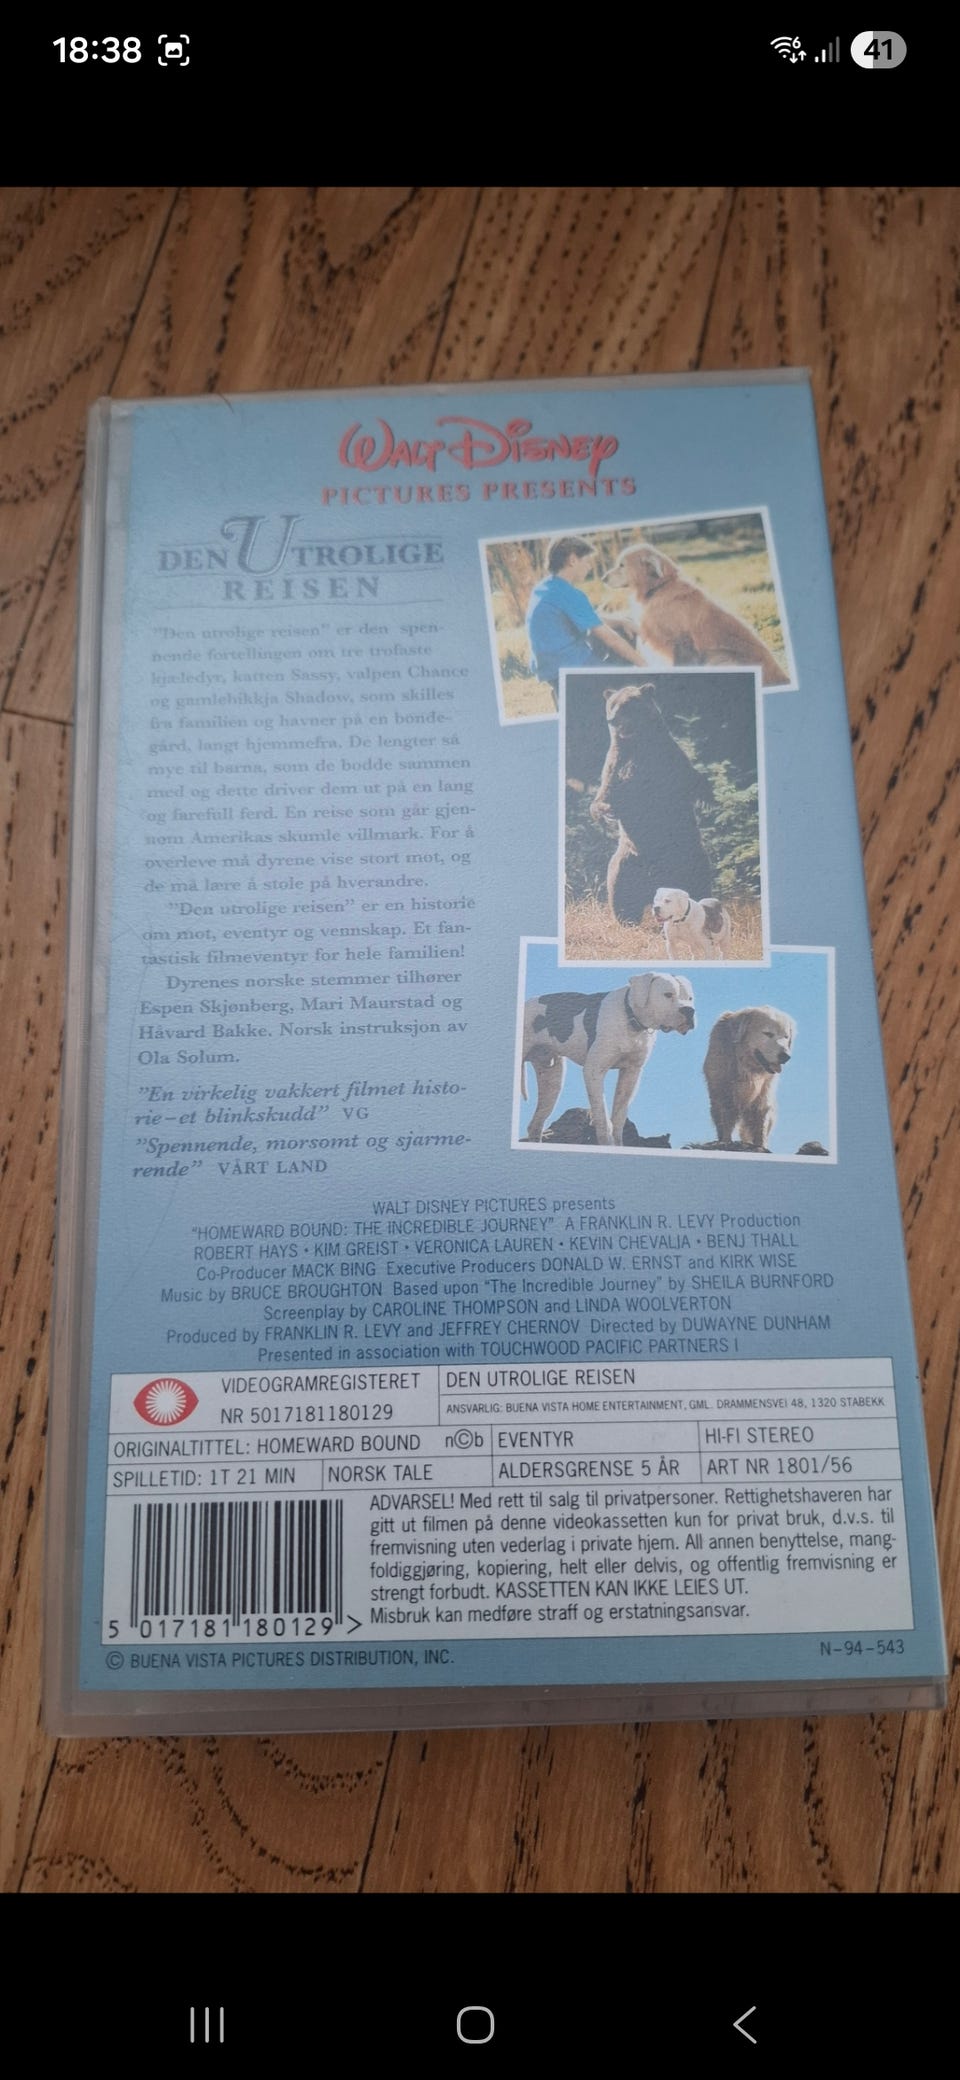 18:38
6
41
WALT DISNEY
PICTURES PRESENTS
DEN UTROLIGE
REISEN
"Den utrolige reisen" er den spen-
nende fortellingen om tre trofaste
kjæledyr, katten Sassy, valpen Chance
og gamlebikkja Shadow, som skilles
fra familien og havner på en bonde-
gård, langt hjemmefra. De lengter så
mye til barna, som de bodde sammen
med og dette driver dem ut på en lang
og farefull ferd. En reise som går gjen-
nom Amerikas skumle villmark. For å
overleve må dyrene vise stort mot, og
de må lære å stole på hverandre.
"Den utrolige reisen" er en historie
om mot, eventyr og vennskap. Et fan-
tastisk filmeventyr for hele familien!
Dyrenes norske stemmer tilhører
Espen Skjønberg, Mari Maurstad og
Håvard Bakke. Norsk instruksjon av
Ola Solum.
"En virkelig vakkert filmet histo-
rie – et blinkskudd" VG
"Spennende, morsomt og sjarme-
rende" VÅRT LAND
WALT DISNEY PICTURES presents
"HOMEWARD BOUND: THE INCREDIBLE JOURNEY" A FRANKLIN R. LEVY Production
ROBERT HAYS • KIM GREIST • VERONICA LAUREN • KEVIN CHEVALIA • BENJ THALL
Co-Producer MACK BING Executive Producers DONALD W. ERNST and KIRK WISE
Music by BRUCE BROUGHTON Based upon "The Incredible Journey" by SHEILA BURNFORD
Screenplay by CAROLINE THOMPSON and LINDA WOOLVERTON
Produced by FRANKLIN R. LEVY and JEFFREY CHERNOV Directed by DUWAYNE DUNHAM
Presented in association with TOUCHWOOD PACIFIC PARTNERS I
VIDEOGRAMREGISTERET
NR 5017181180129
DEN UTROLIGE REISEN
ANSVARLIG: BUENA VISTA HOME ENTERTAINMENT, GML. DRAMMENSVEI 48, 1320 STABEKK
ORIGINALTITTEL: HOMEWARD BOUND n©b EVENTYR HI-FI STEREO
SPILLETID: 1T 21 MIN NORSK TALE ALDERSGRENSE 5 ÅR ART NR 1801/56
ADVARSEL! Med rett til salg til privatpersoner. Rettighetshaveren har
gitt ut filmen på denne videokassetten kun for privat bruk, d.v.s. til
fremvisning uten vederlag i private hjem. All annen benyttelse, mang-
foldiggjøring, kopiering, helt eller delvis, og offentlig fremvisning er
strengt forbudt. KASSETTEN KAN IKKE LEIES UT.
Misbruk kan medføre straff og erstatningsansvar.
5 017181 180129 >
© BUENA VISTA PICTURES DISTRIBUTION, INC.
N-94-543